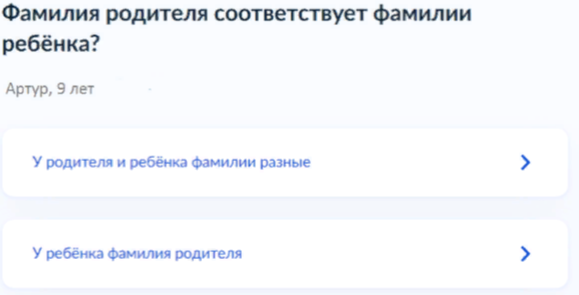 Фамилия родителя соответствует фамилии
ребёнка?
Артур, 9 лет
У родителя и ребёнка фамилии разные
У ребёнка фамилия родителя